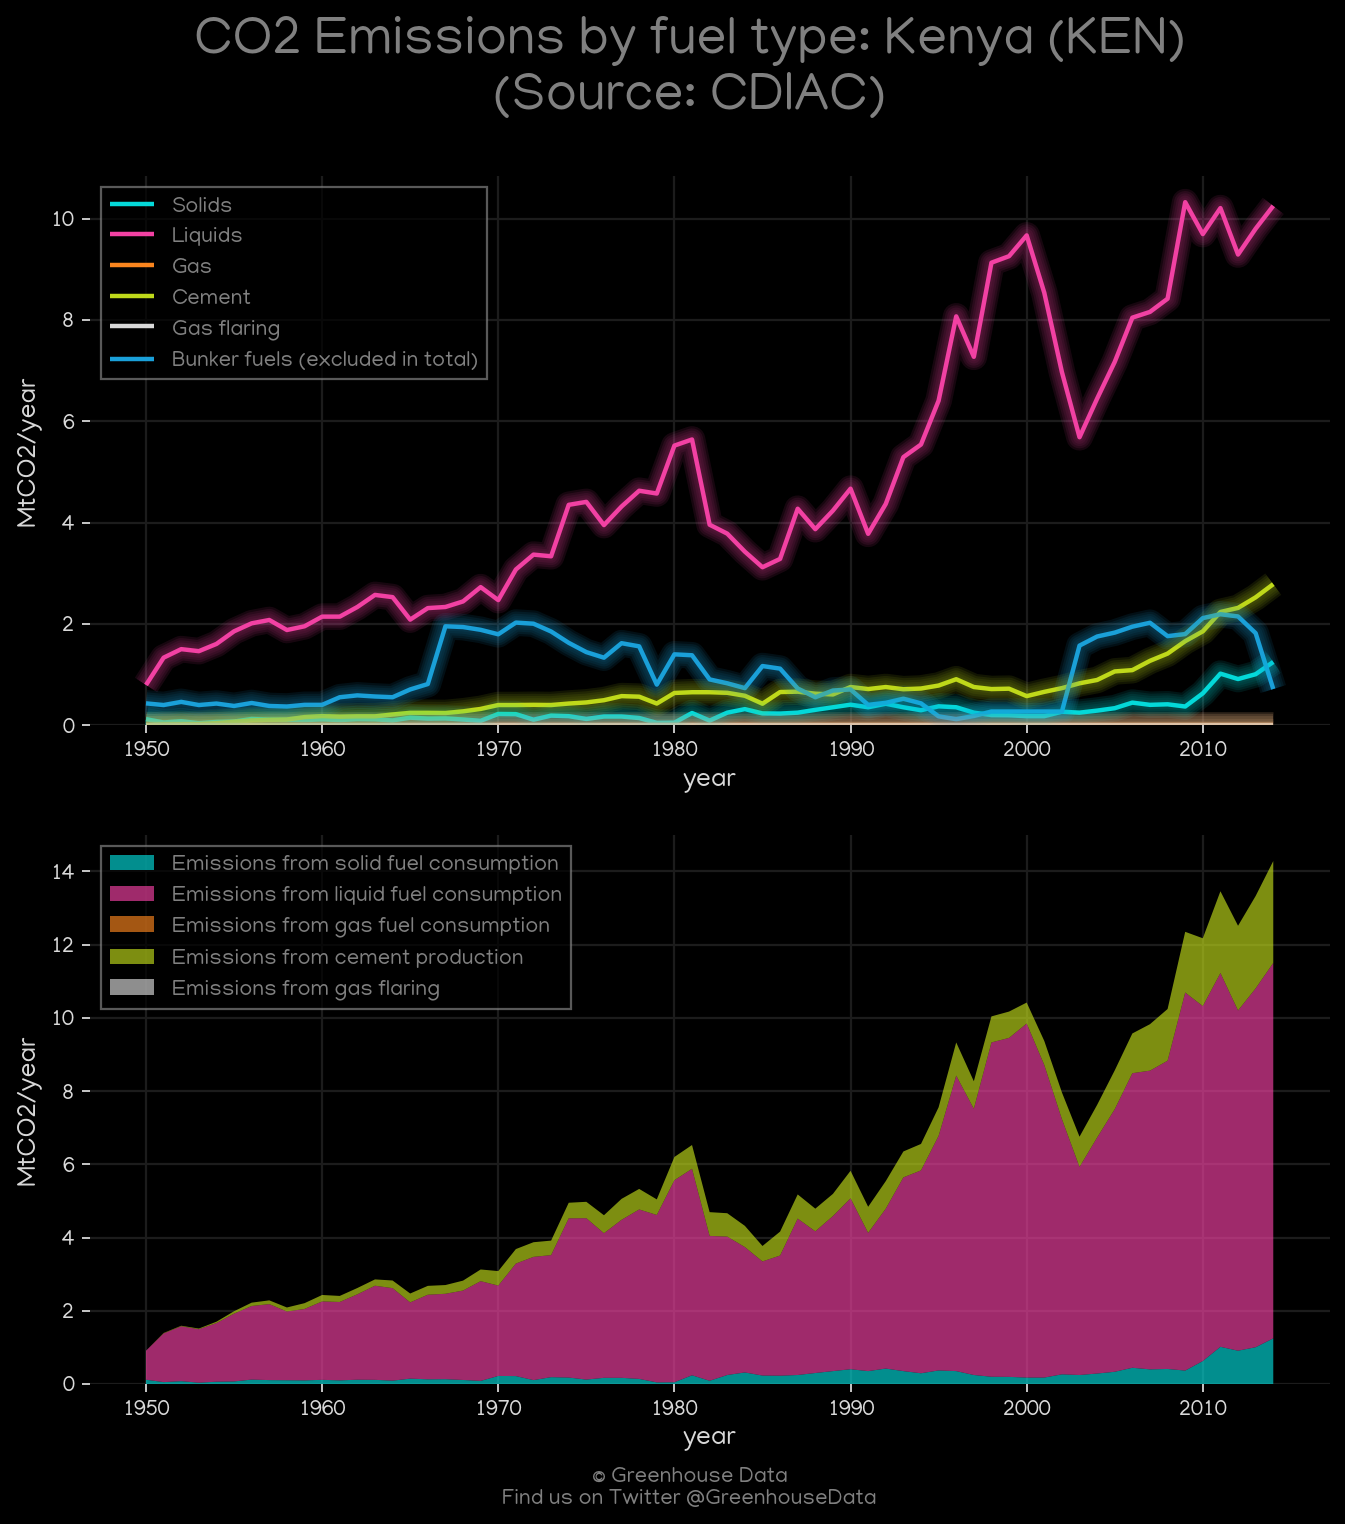 CO2 Emissions by fuel type: Kenya (KEN)
(Source: CDIAC)
Solids
Liquids
Gas
Cement
Gas flaring
Bunker fuels (excluded in total)
10
8
6
4
2
0
MtCO2/year
1950 1960 1970 1980 1990 2000 2010
year
Emissions from solid fuel consumption
Emissions from liquid fuel consumption
Emissions from gas fuel consumption
Emissions from cement production
Emissions from gas flaring
14
12
10
8
6
4
2
0
MtCO2/year
1950 1960 1970 1980 1990 2000 2010
year
© Greenhouse Data
Find us on Twitter @GreenhouseData